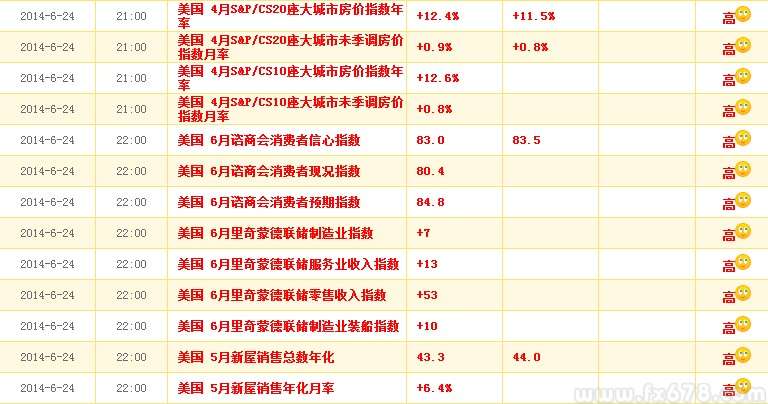 2014-6-24 21:00 美国 4月S&P/CS20座大城市房价指数年率 +12.4% +11.5% 高
2014-6-24 21:00 美国 4月S&P/CS20座大城市未季调房价指数月率 +0.9% +0.8% 高
2014-6-24 21:00 美国 4月S&P/CS10座大城市房价指数年率 +12.6% 高
2014-6-24 21:00 美国 4月S&P/CS10座大城市未季调房价指数月率 +0.8% 高
2014-6-24 22:00 美国 6月谘商会消费者信心指数 83.0 83.5 高
2014-6-24 22:00 美国 6月谘商会消费者现况指数 80.4 高
2014-6-24 22:00 美国 6月谘商会消费者预期指数 84.8 高
2014-6-24 22:00 美国 6月里奇蒙德联储制造业指数 +7 高
2014-6-24 22:00 美国 6月里奇蒙德联储服务业收入指数 +13 高
2014-6-24 22:00 美国 6月里奇蒙德联储零售收入指数 +53 高
2014-6-24 22:00 美国 6月里奇蒙德联储制造业装船指数 +10 高
2014-6-24 22:00 美国 5月新屋销售总数年化 43.3 44.0 高
2014-6-24 22:00 美国 5月新屋销售年化月率 +6.4% 高
www.fx678.com